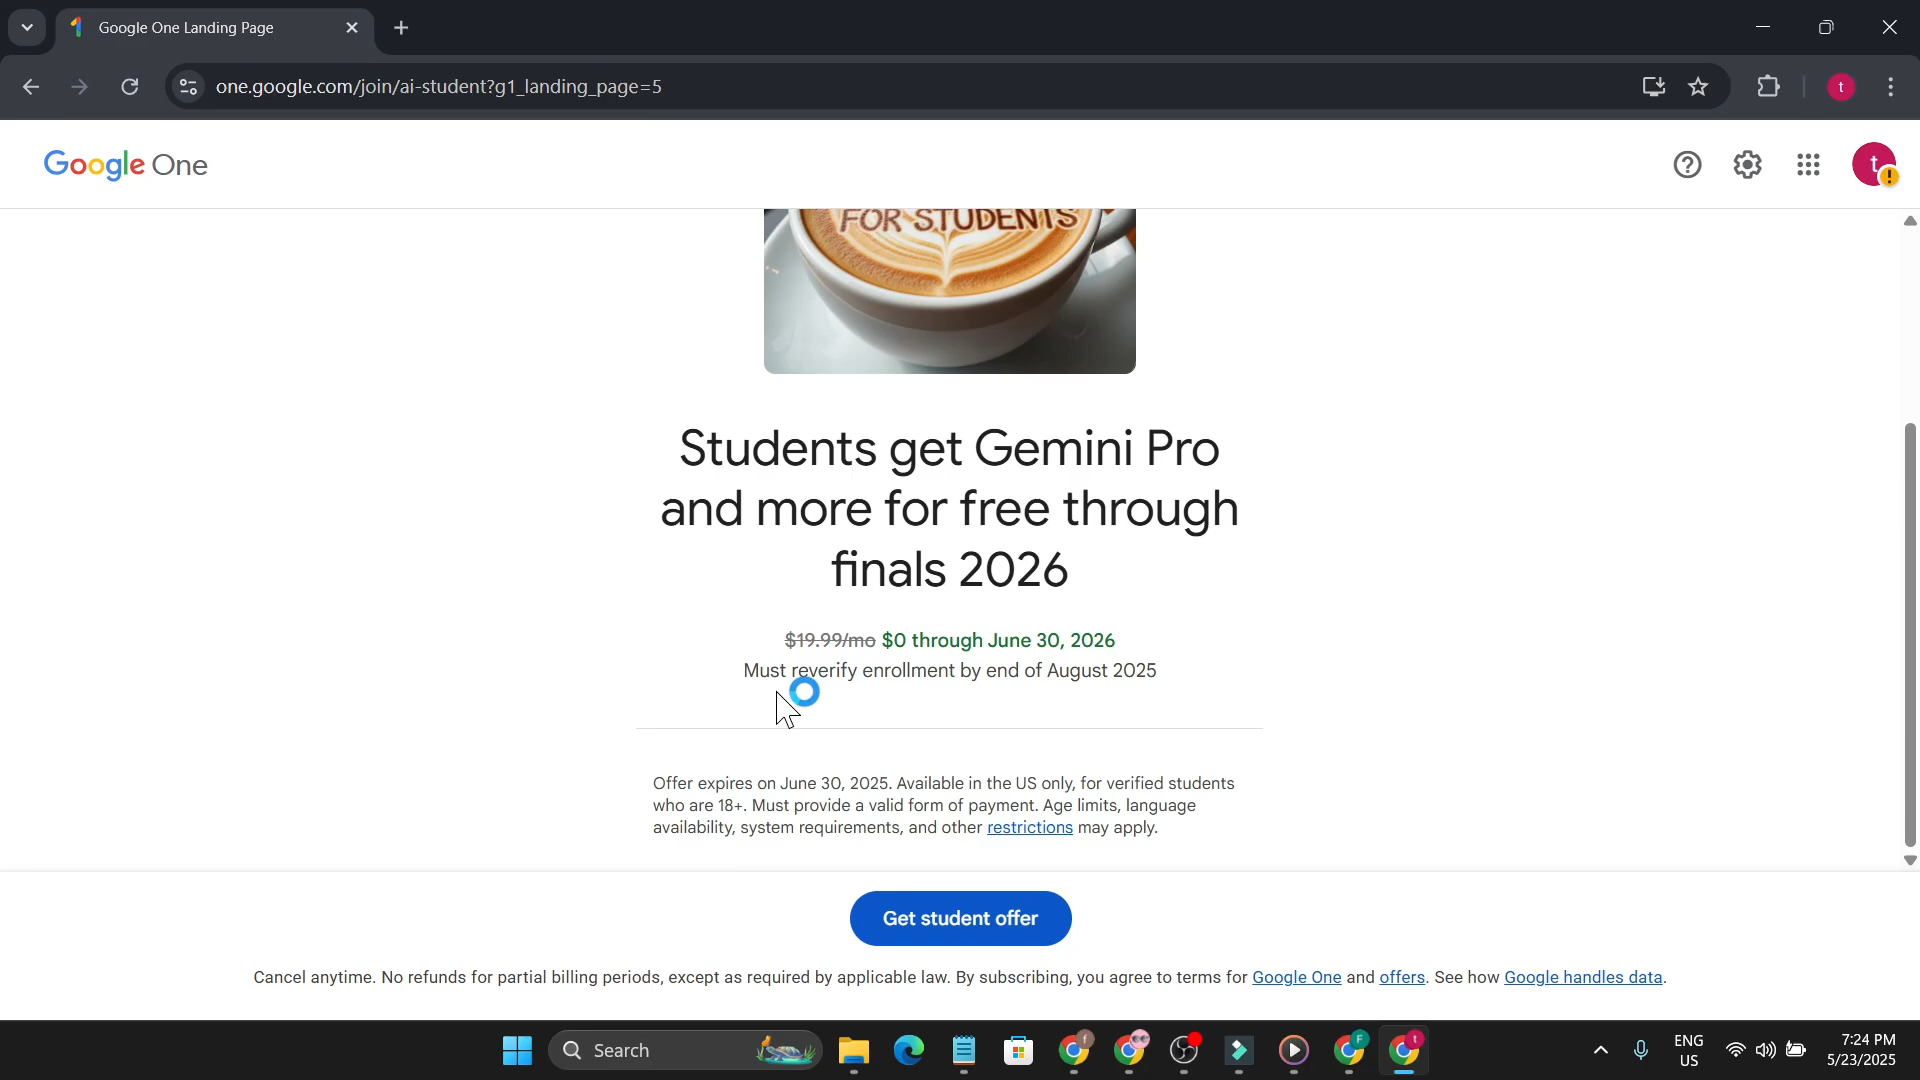 Google One Landing Page
one.google.com/join/ai-student?g1_landing_page=5
t
Google One
t
FOR STUDENTS
Students get Gemini Pro
and more for free through
finals 2026
$19.99/mo $0 through June 30, 2026
Must reverify enrollment by end of August 2025
Offer expires on June 30, 2025. Available in the US only, for verified students
who are 18+. Must provide a valid form of payment. Age limits, language
availability, system requirements, and other restrictions may apply.
Get student offer
Cancel anytime. No refunds for partial billing periods, except as required by applicable law. By subscribing, you agree to terms for Google One and offers. See how Google handles data.
Search
f
F
t
ENG
US
7:24 PM
5/23/2025